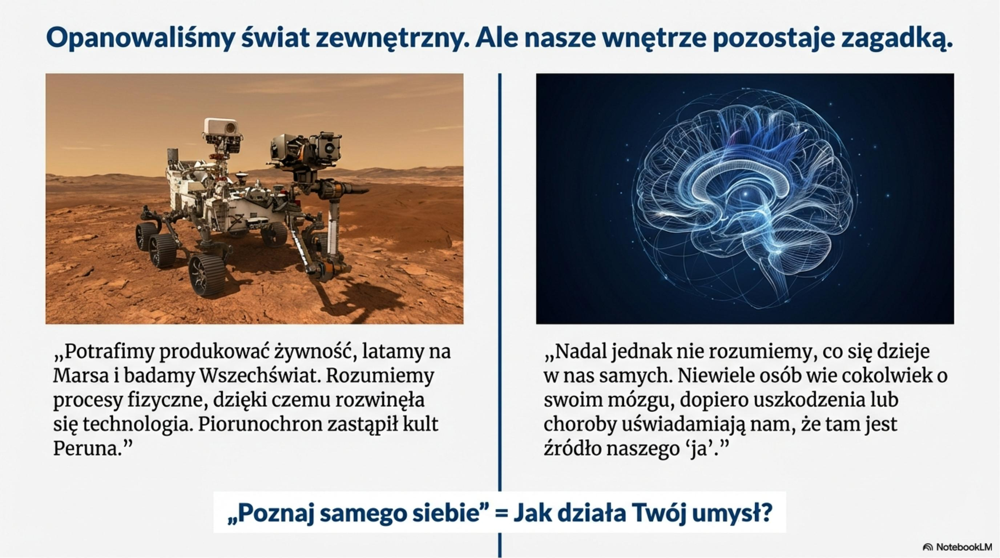 Opanowaliśmy świat zewnętrzny. Ale nasze wnętrze pozostaje zagadką.
„Potrafimy produkować żywność, latamy na
Marsa i badamy Wszechświat. Rozumiemy
procesy fizyczne, dzięki czemu rozwinęła
się technologia. Piorunochron zastąpił kult
Peruna.”
„Nadal jednak nie rozumiemy, co się dzieje
w nas samych. Niewiele osób wie cokolwiek o
swoim mózgu, dopiero uszkodzenia lub
choroby uświadamiają nam, że tam jest
źródło naszego ‘ja’.”
„Poznaj samego siebie” = Jak działa Twój umysł?
NotebookLM